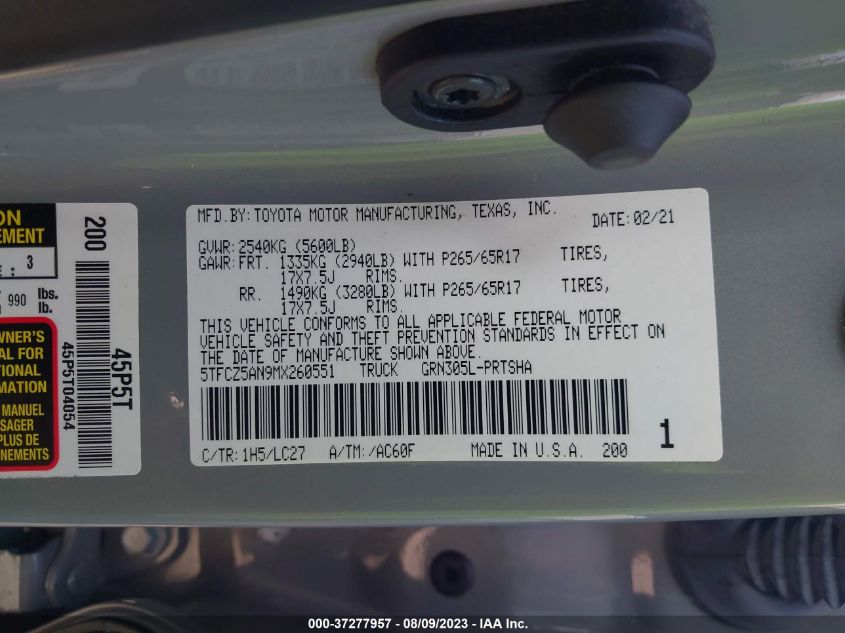 ON
EMENT
E : 3
990 lbs.
lb.
OWNER'S
AL FOR
TIONAL
MATION
MANUEL
SAGER
PLUS DE
NEMENTS
200
45P5T
45P5T04054
MFD.BY:TOYOTA MOTOR MANUFACTURING, TEXAS, INC.
DATE:02/21
GVWR:2540KG (5600LB)
GAWR:FRT. 1335KG (2940LB) WITH P265/65R17 TIRES,
17X7.5J RIMS.
RR. 1490KG (3280LB) WITH P265/65R17 TIRES,
17X7.5J RIMS.
THIS VEHICLE CONFORMS TO ALL APPLICABLE FEDERAL MOTOR
VEHICLE SAFETY AND THEFT PREVENTION STANDARDS IN EFFECT ON
THE DATE OF MANUFACTURE SHOWN ABOVE.
5TFCZ5AN9MX260551 TRUCK GRN305L-PRTSHA
C/TR:1H5/LC27 A/TM:/AC60F MADE IN U.S.A. 200
1
000-37277957 - 08/09/2023 - COPYRIGHT IAA, INC.